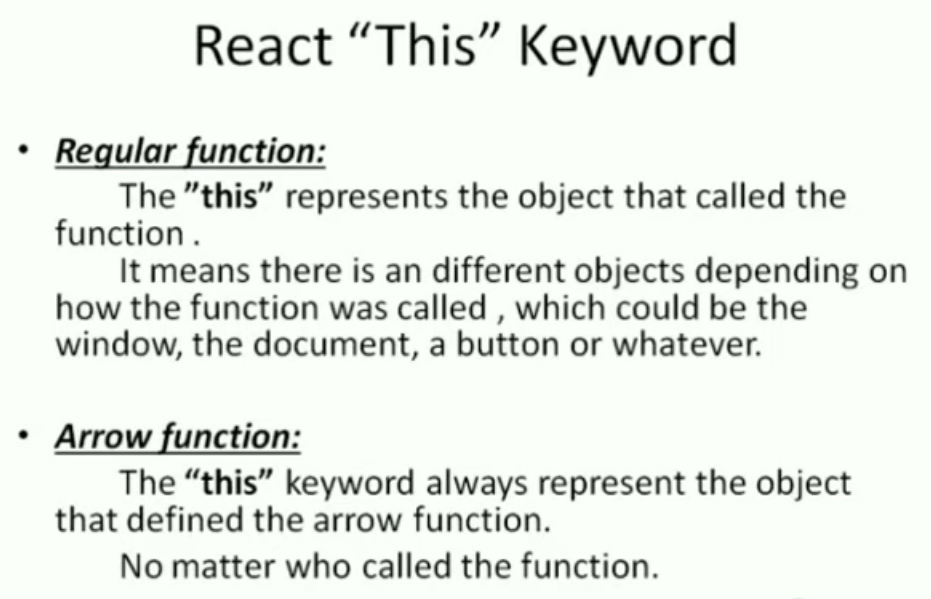 React “This” Keyword
• Regular function:
The ”this” represents the object that called the
function .
It means there is an different objects depending on
how the function was called , which could be the
window, the document, a button or whatever.
• Arrow function:
The “this” keyword always represent the object
that defined the arrow function.
No matter who called the function.